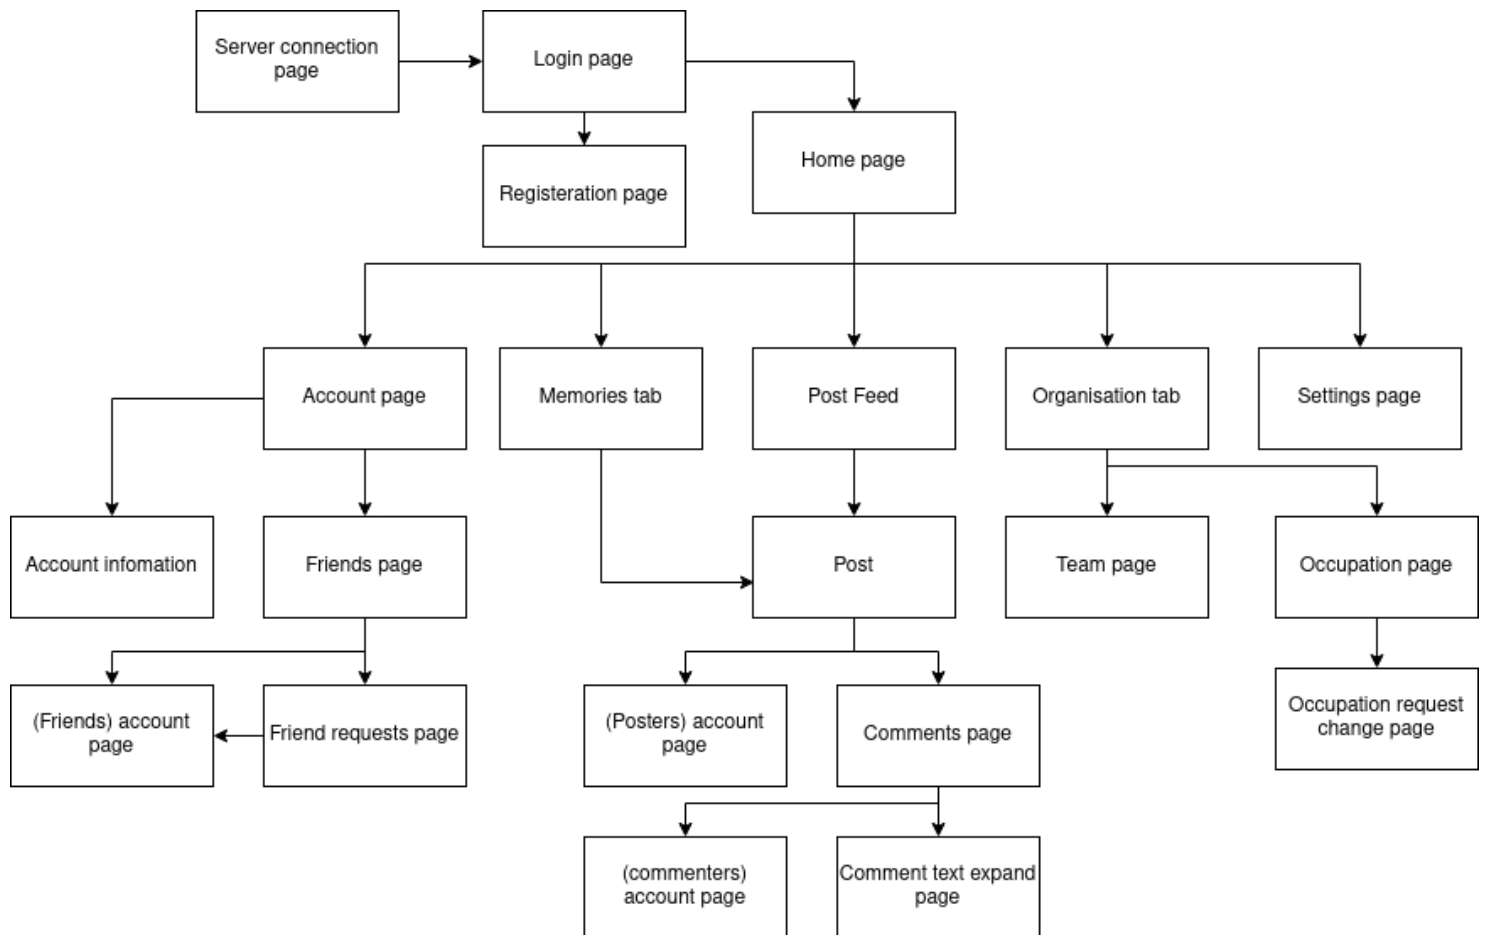 Server connection
page
Login page
Home page
Registeration page
Account page
Memories tab
Post Feed
Organisation tab
Settings page
Account infomation
Friends page
Post
Team page
Occupation page
(Friends) account
page
Friend requests page
(Posters) account
page
Comments page
Occupation request
change page
(commenters)
account page
Comment text expand
page